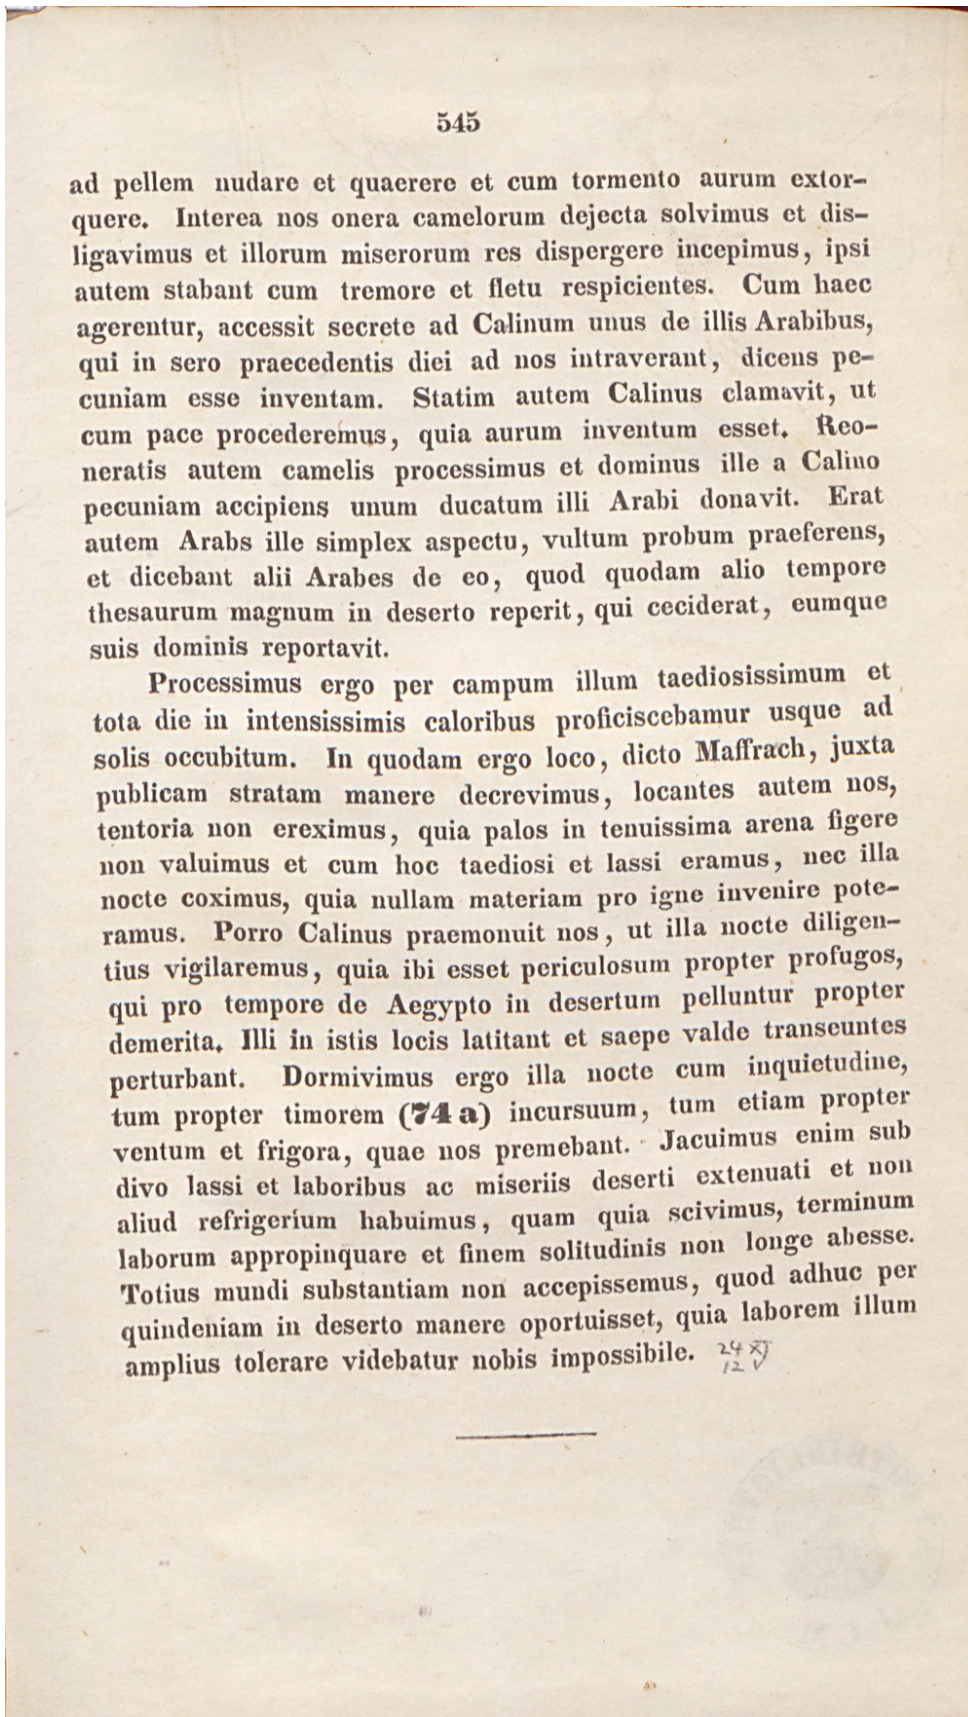 545
ad pellem nudare et quaerere et cum tormento aurum extor-
quere. Interea nos onera camelorum dejecta solvimus et dis-
ligavimus et illorum miserorum res dispergere incepimus, ipsi
autem stabant cum tremore et fletu respicientes. Cum haec
agerentur, accessit secrete ad Calinum unus de illis Arabibus,
qui in sero praecedentis diei ad nos intraverant, dicens pe-
cuniam esse inventam. Statim autem Calinus clamavit, ut
cum pace procederemus, quia aurum inventum esset. Reo-
neratis autem camelis processimus et dominus ille a Calino
pecuniam accipiens unum ducatum illi Arabi donavit. Erat
autem Arabs ille simplex aspectu, vultum probum praeferens,
et dicebant alii Arabes de eo, quod quodam alio tempore
thesaurum magnum in deserto reperit, qui ceciderat, eumque
suis dominis reportavit.
Processimus ergo per campum illum taediosissimum et
tota die in intensissimis caloribus proficiscebamur usque ad
solis occubitum. In quodam ergo loco, dicto Maffrach, juxta
publicam stratam manere decrevimus, locantes autem nos,
tentoria non ereximus, quia palos in tenuissima arena figere
non valuimus et cum hoc taediosi et lassi eramus, nec illa
nocte coximus, quia nullam materiam pro igne invenire pote-
ramus. Porro Calinus praemonuit nos, ut illa nocte diligen-
tius vigilaremus, quia ibi esset periculosum propter profugos,
qui pro tempore de Aegypto in desertum pelluntur propter
demerita. Illi in istis locis latitant et saepe valde transeuntes
perturbant. Dormivimus ergo illa nocte cum inquietudine,
tum propter timorem (74 a) incursuum, tum etiam propter
ventum et frigora, quae nos premebant. Jacuimus enim sub
divo lassi et laboribus ac miseriis deserti extenuati et non
aliud refrigerium habuimus, quam quia scivimus, terminum
laborum appropinquare et finem solitudinis non longe abesse.
Totius mundi substantiam non accepissemus, quod adhuc per
quindeniam in deserto manere oportuisset, quia laborem illum
amplius tolerare videbatur nobis impossibile. 24
12